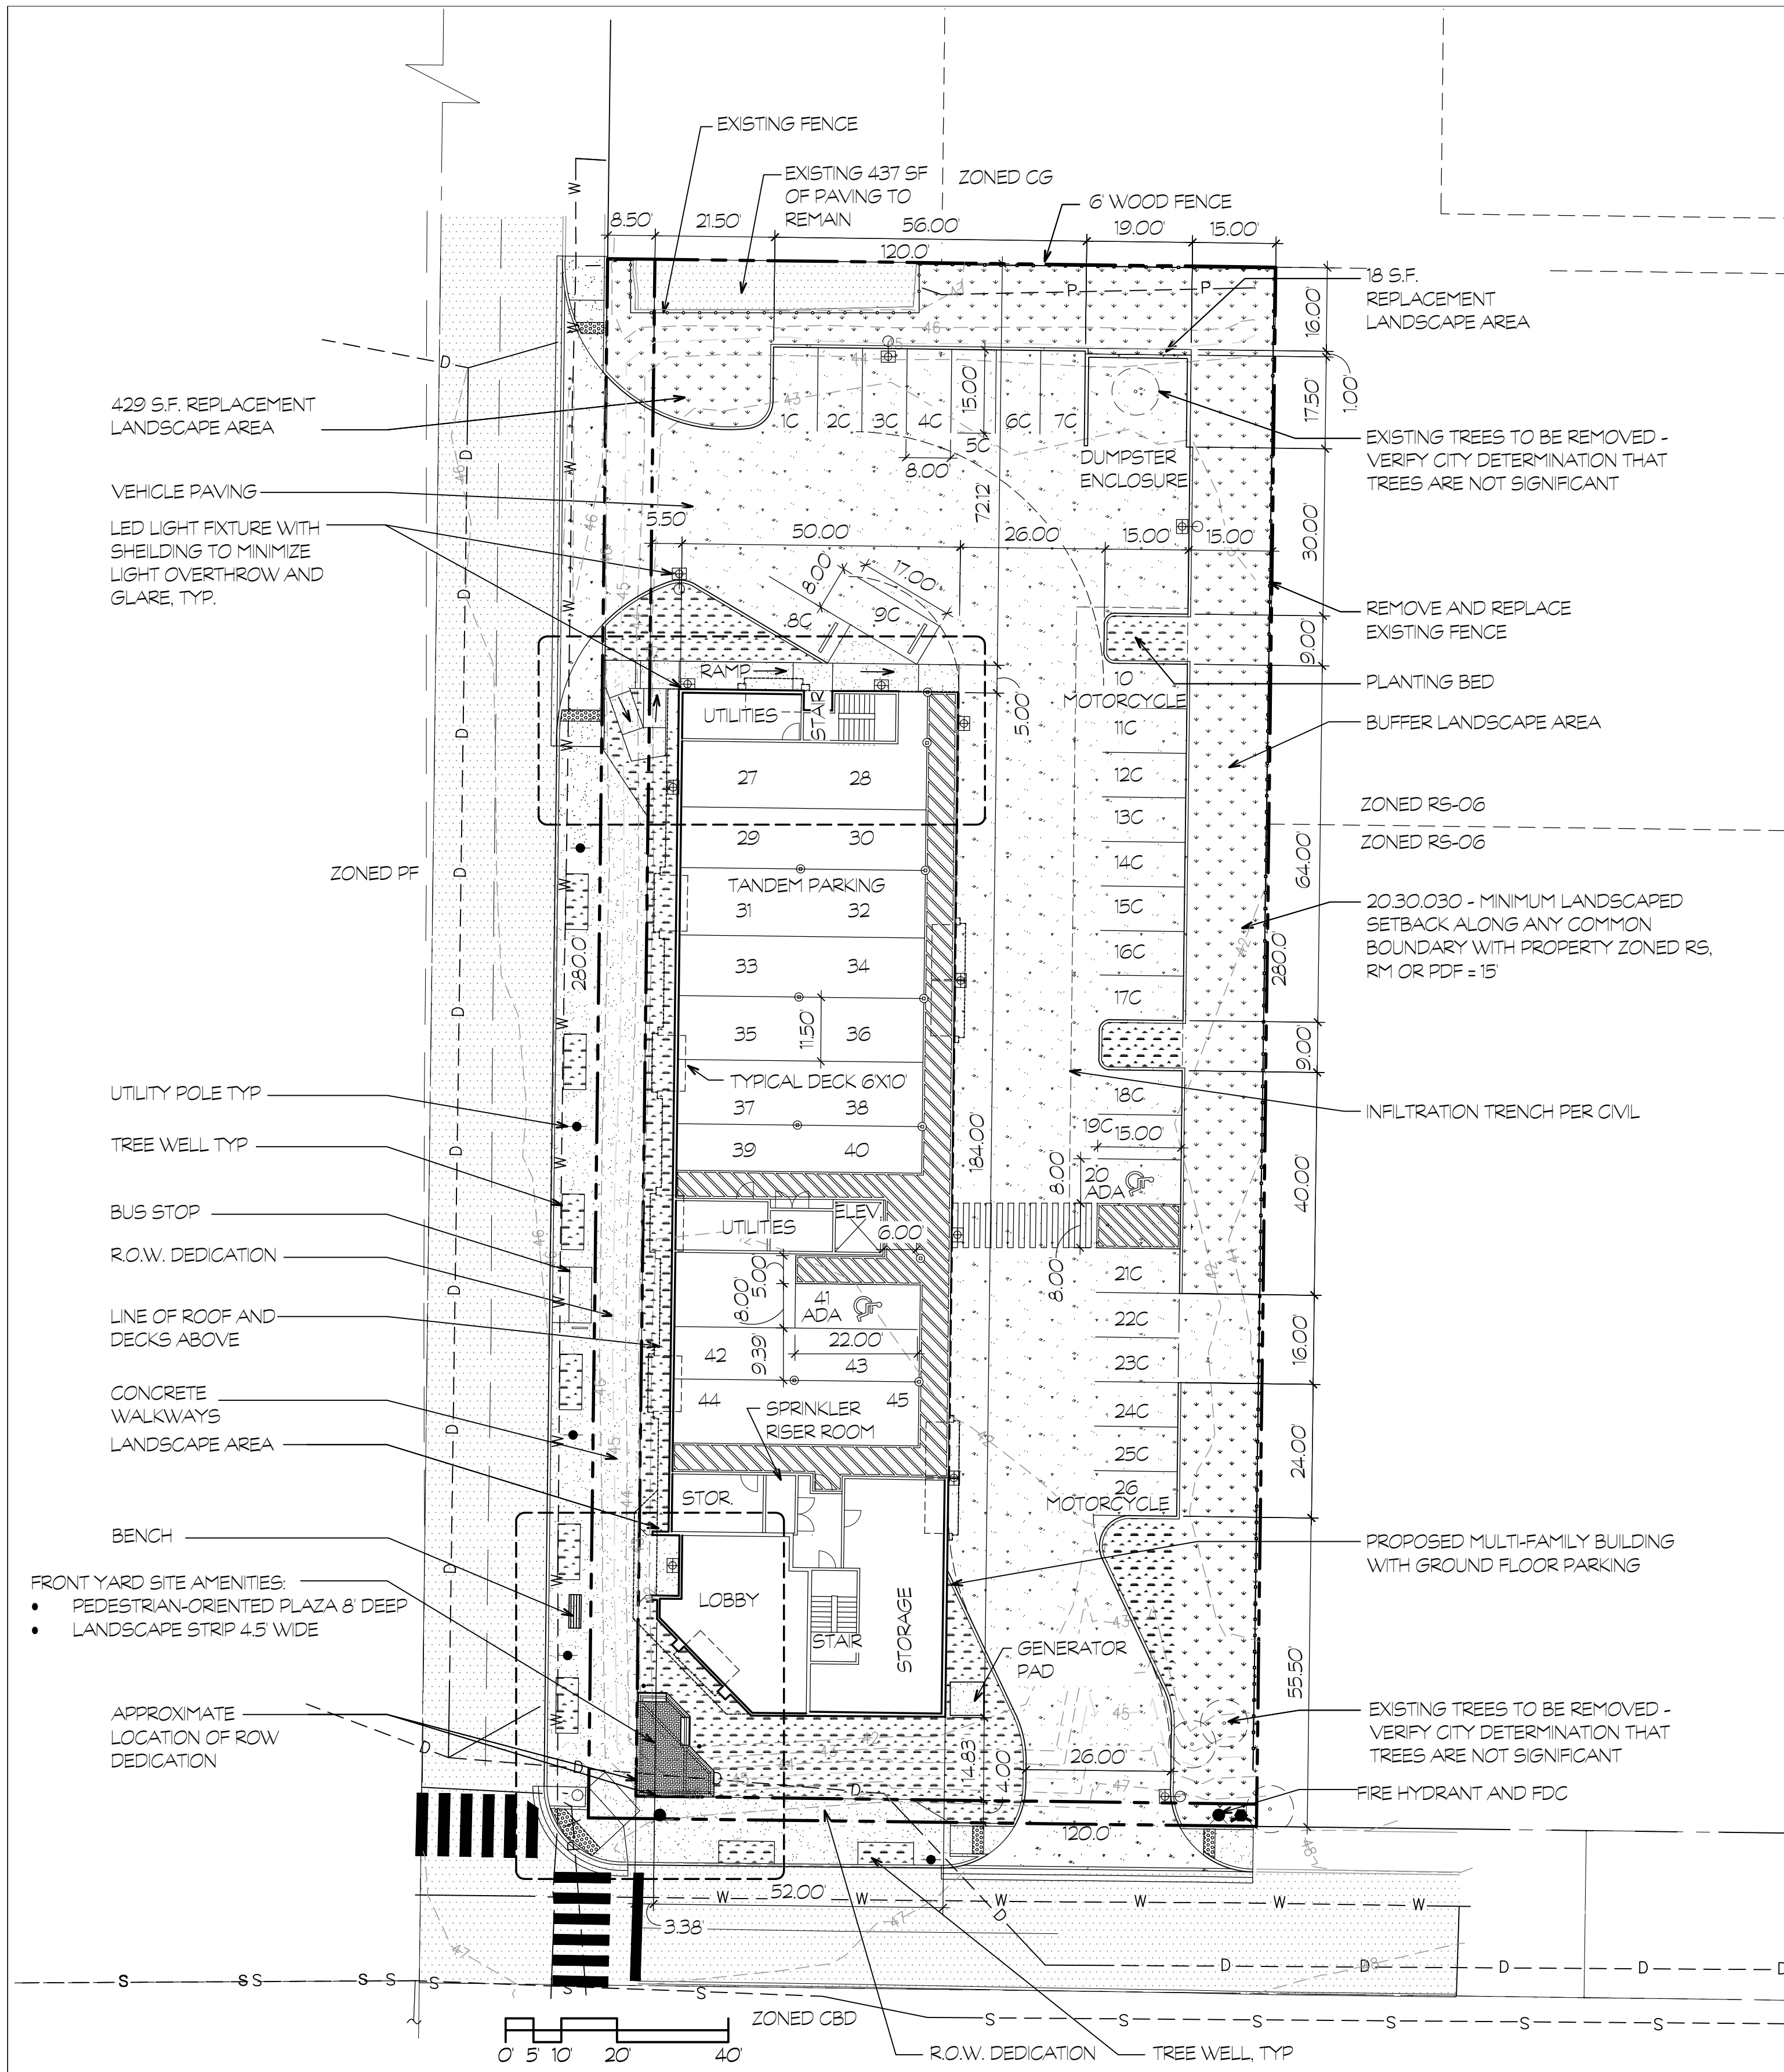 EXISTING FENCE
EXISTING 437 SF
OF PAVING TO
REMAIN
ZONED CG
6' WOOD FENCE
8.50'
21.50'
56.00'
19.00'
15.00'
120.0'
18 S.F.
REPLACEMENT
LANDSCAPE AREA
16.00'
17.50'
1.00'
429 S.F. REPLACEMENT
LANDSCAPE AREA
1C
2C
3C
4C
5C
6C
7C
15.00'
8.00'
72.12'
DUMPSTER
ENCLOSURE
EXISTING TREES TO BE REMOVED -
VERIFY CITY DETERMINATION THAT
TREES ARE NOT SIGNIFICANT
VEHICLE PAVING
LED LIGHT FIXTURE WITH
SHEILDING TO MINIMIZE
LIGHT OVERTHROW AND
GLARE, TYP.
5.50'
50.00'
26.00'
15.00'
15.00'
30.00'
8.00'
17.00'
8C
9C
REMOVE AND REPLACE
EXISTING FENCE
9.00'
RAMP
PLANTING BED
10
MOTORCYCLE
UTILITIES
STAIR
5.00'
11C
BUFFER LANDSCAPE AREA
27
28
12C
13C
ZONED RS-06
ZONED RS-06
29
30
14C
64.00'
ZONED PF
TANDEM PARKING
31
32
15C
20.30.030 - MINIMUM LANDSCAPED
SETBACK ALONG ANY COMMON
BOUNDARY WITH PROPERTY ZONED RS,
RM OR PDF = 15'
280.0'
33
34
16C
280.0'
17C
35
11.50'
36
9.00'
TYPICAL DECK 6'X10'
UTILITY POLE TYP
37
38
18C
INFILTRATION TRENCH PER CIVIL
TREE WELL TYP
39
40
184.00'
19C
15.00'
8.00'
20
ADA
40.00'
BUS STOP
UTILITIES
ELEV.
6.00'
R.O.W. DEDICATION
8.00'
5.00'
8.00'
21C
41
ADA
LINE OF ROOF AND
DECKS ABOVE
22C
16.00'
42
9.39'
22.00'
43
23C
CONCRETE
WALKWAYS
44
45
24C
SPRINKLER
RISER ROOM
LANDSCAPE AREA
25C
24.00'
STOR.
26
MOTORCYCLE
BENCH
PROPOSED MULTI-FAMILY BUILDING
WITH GROUND FLOOR PARKING
FRONT YARD SITE AMENITIES:
• PEDESTRIAN-ORIENTED PLAZA 8' DEEP
• LANDSCAPE STRIP 4.5' WIDE
LOBBY
STAIR
STORAGE
GENERATOR
PAD
55.50'
APPROXIMATE
LOCATION OF ROW
DEDICATION
EXISTING TREES TO BE REMOVED -
VERIFY CITY DETERMINATION THAT
TREES ARE NOT SIGNIFICANT
14.83'
4.00'
26.00'
FIRE HYDRANT AND FDC
120.0'
52.00'
3.38'
ZONED CBD
0' 5' 10' 20' 40'
R.O.W. DEDICATION
TREE WELL, TYP